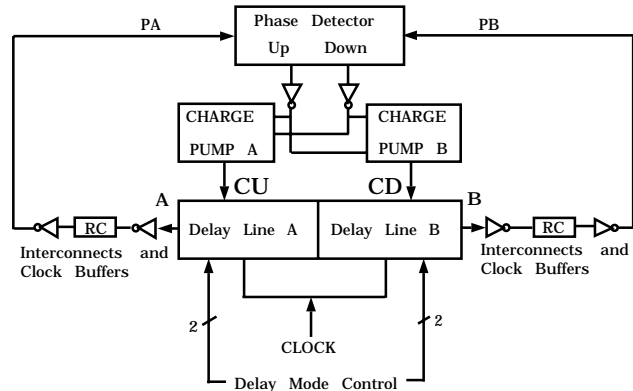 PA
Phase Detector
PB
Up Down
CHARGE
PUMP A
CHARGE
PUMP B
CU
CD
A
B
RC
Delay Line A
Delay Line B
RC
Interconnects and
Clock Buffers
Interconnects and
Clock Buffers
2
2
CLOCK
Delay Mode Control